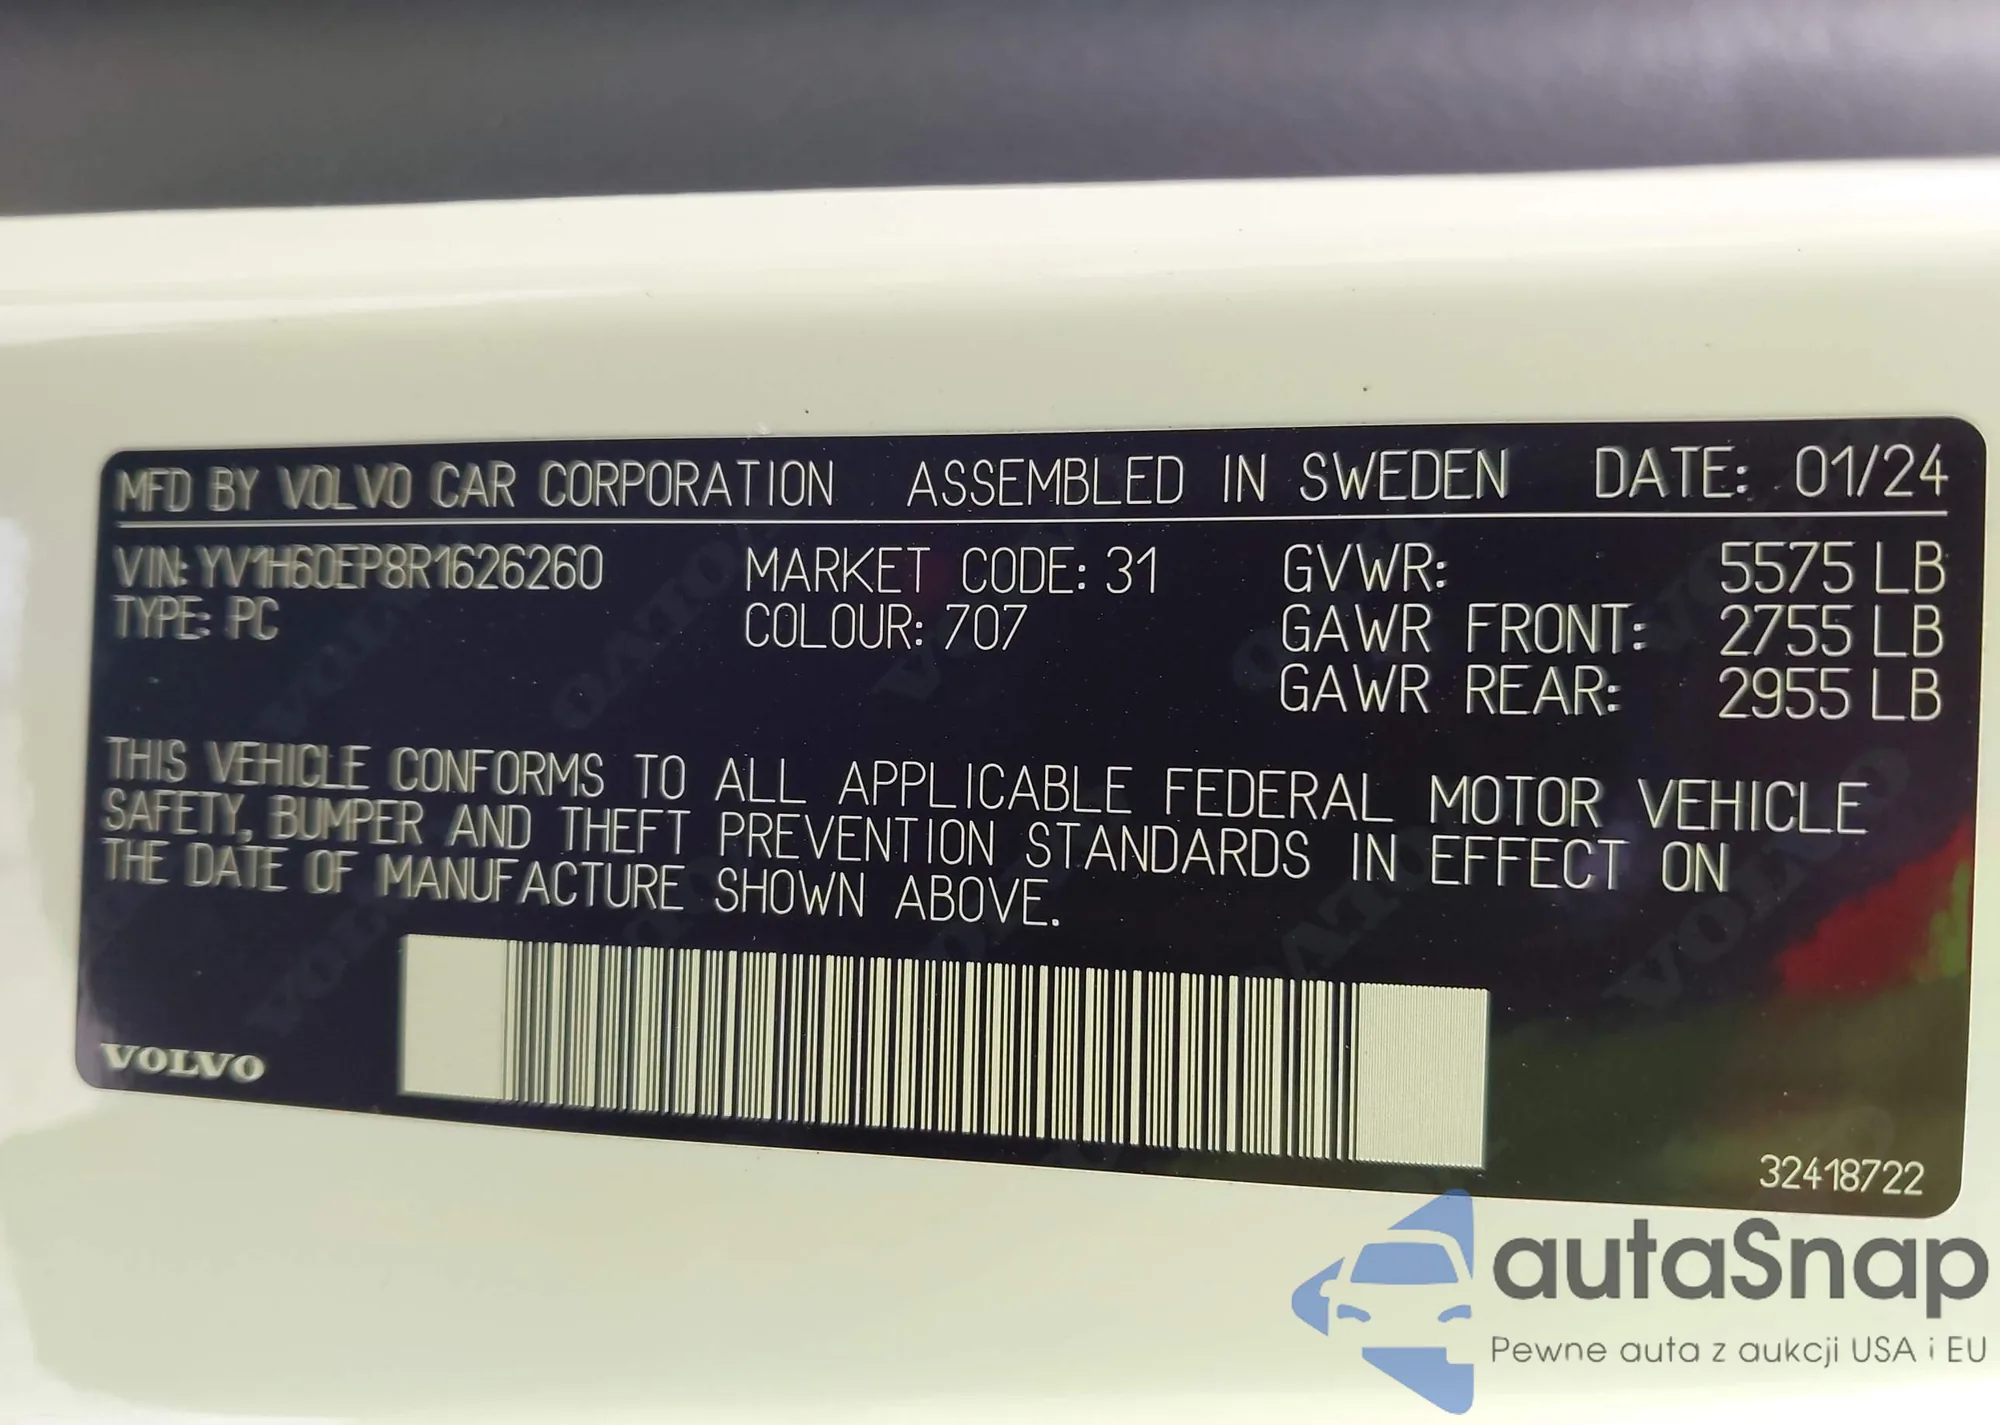 MFD BY VOLVO CAR CORPORATION ASSEMBLED IN SWEDEN DATE: 01/24
VIN: YV1H60EP8R1626260 MARKET CODE: 31 GVWR: 5575 LB
TYPE: PC COLOUR: 707 GAWR FRONT: 2755 LB
GAWR REAR: 2955 LB
THIS VEHICLE CONFORMS TO ALL APPLICABLE FEDERAL MOTOR VEHICLE
SAFETY, BUMPER AND THEFT PREVENTION STANDARDS IN EFFECT ON
THE DATE OF MANUFACTURE SHOWN ABOVE.
VOLVO
32418722
autaSnap
Pewne auta z aukcji USA i EU